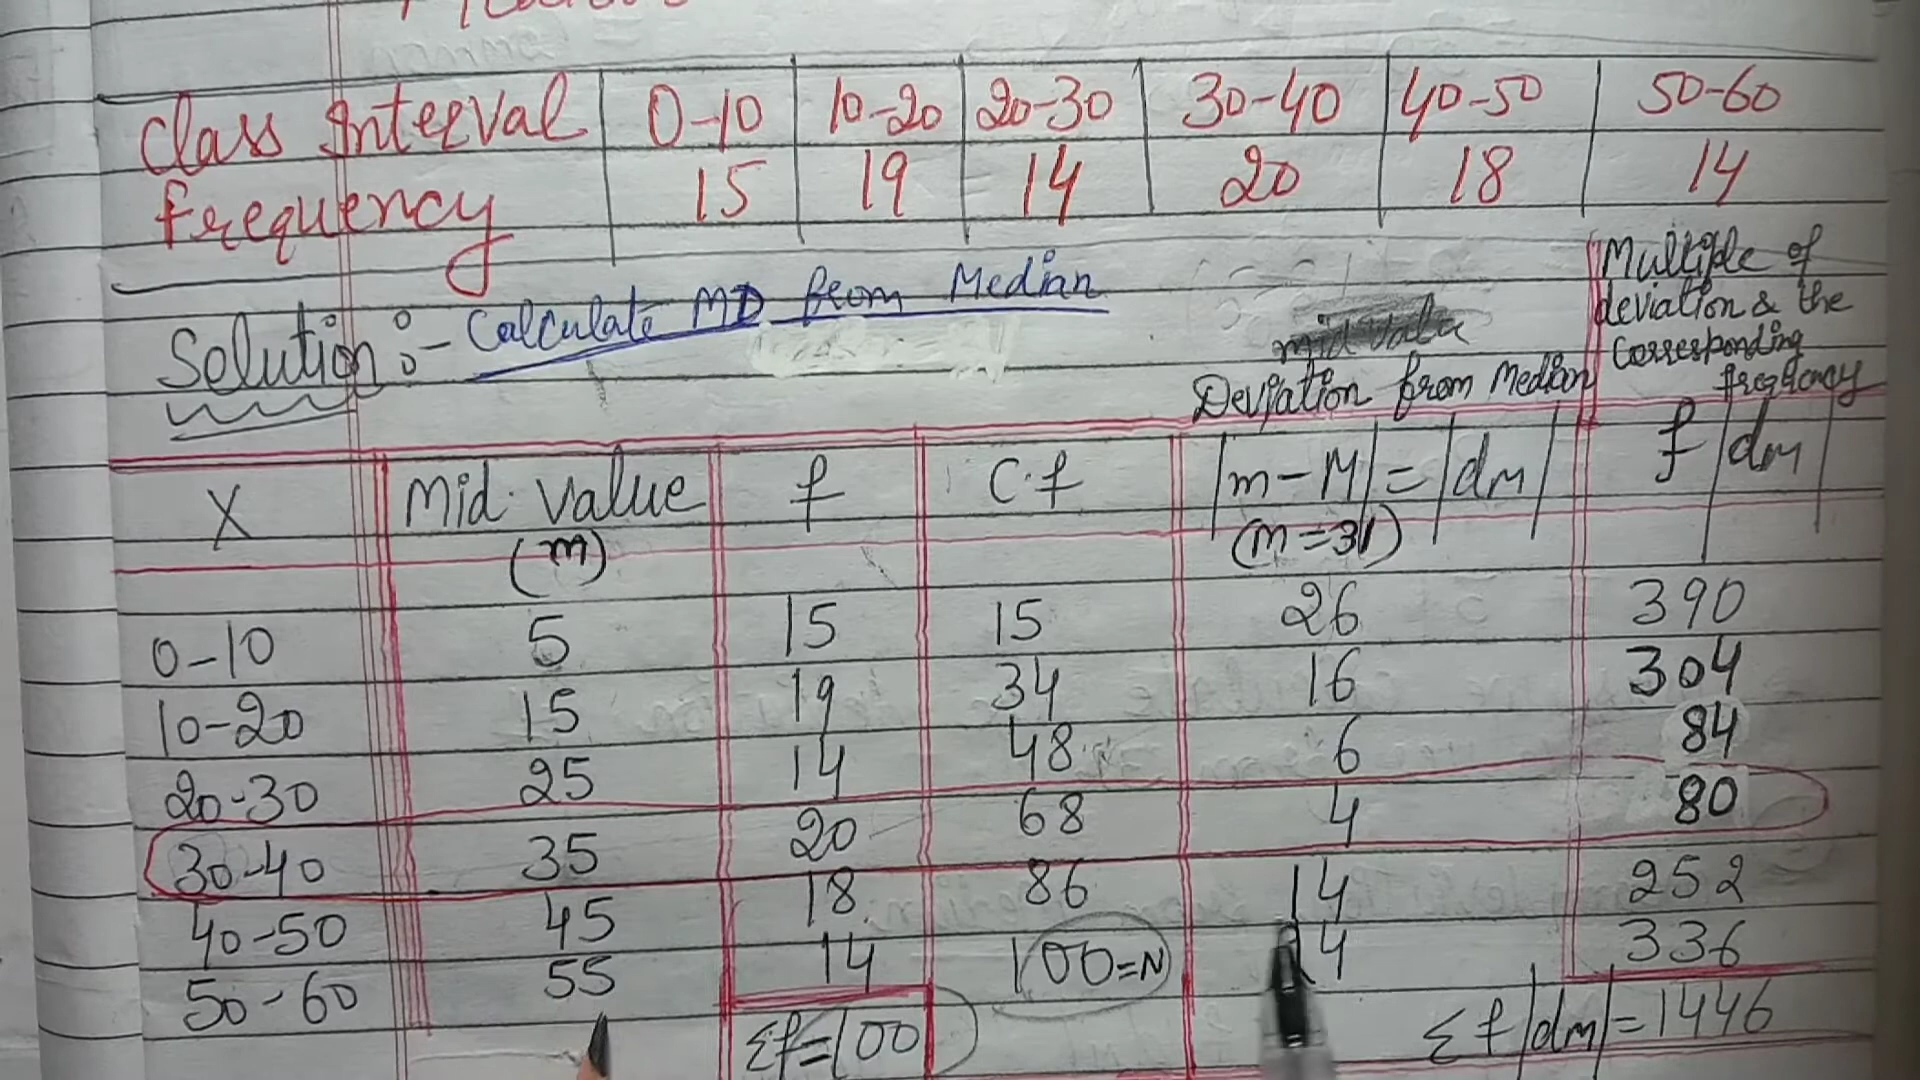 Class Interval 0-10 10-20 20-30 30-40 40-50 50-60
frequency 15 19 14 20 18 14
Solution:- Calculate MD from Median
Deviation from Median
Multiple of
deviation & the
Corresponding
frequency
X Mid. Value f C.f |m-M|=|dM| f|dM|
(m) (m=31)
0-10 5 15 15 26 390
10-20 15 19 34 16 304
20-30 25 14 48 6 84
30-40 35 20 68 4 80
40-50 45 18 86 14 252
50-60 55 14 100=N 4 336
Σf=100 Σf|dM|=1446